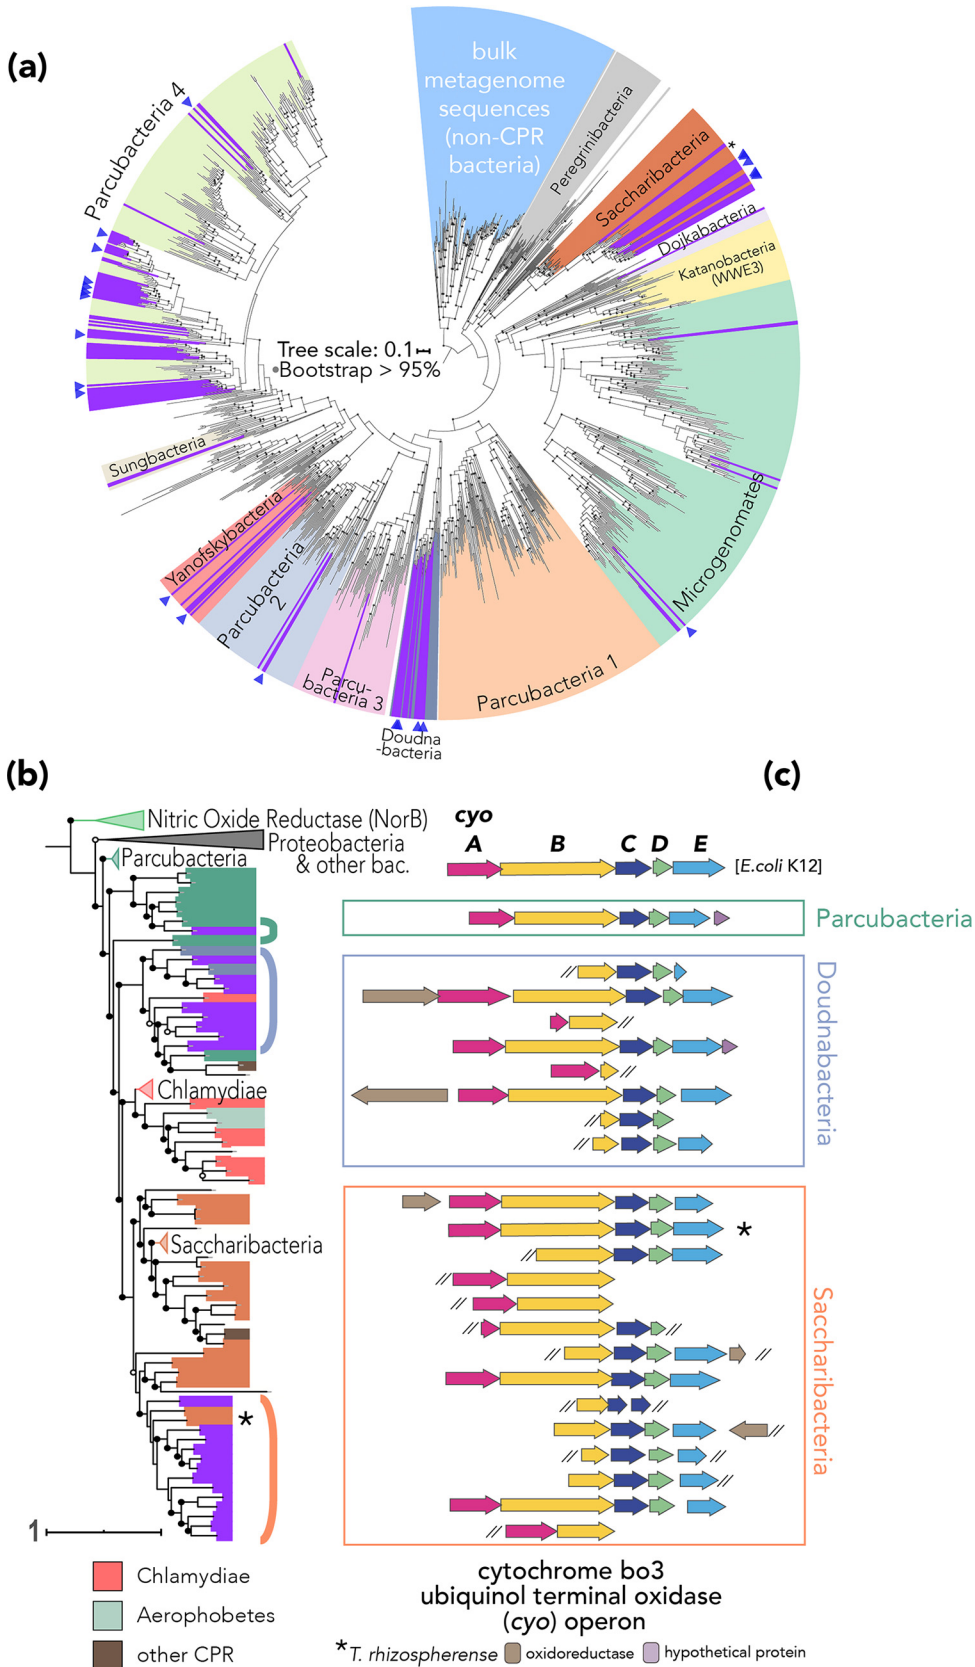 (a)
bulk
metagenome
sequences
(non-CPR
bacteria)
Peregrinibacteria
Saccharibacteria
*
Dojkabacteria
Katanobacteria
(WWE3)
Parcubacteria 4
Tree scale: 0.1
Bootstrap > 95%
Sungbacteria
Yanofskybacteria
Parcubacteria
2
Parcu-
bacteria 3
Doudna
-bacteria
Parcubacteria 1
Microgenomates
(b)
Nitric Oxide Reductase (NorB)
Proteobacteria
& other bac.
Parcubacteria
Chlamydiae
Saccharibacteria
*
1
Chlamydiae
Aerophobetes
other CPR
(c)
cyo
A B C D E
[E.coli K12]
Parcubacteria
Doudnabacteria
*
Saccharibacteria
cytochrome bo3
ubiquinol terminal oxidase
(cyo) operon
*T. rhizospherense oxidoreductase hypothetical protein